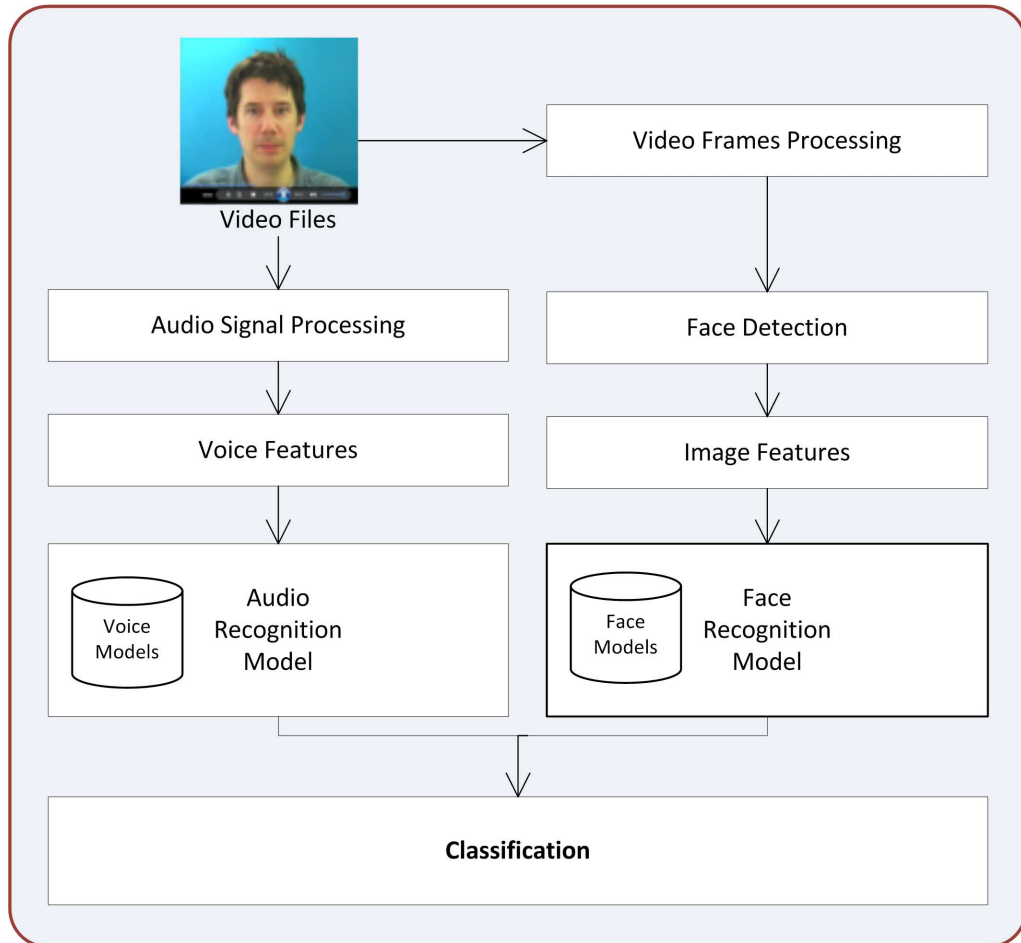 Video Frames Processing
Video Files
Audio Signal Processing
Face Detection
Voice Features
Image Features
Voice
Models
Audio
Recognition
Model
Face
Models
Face
Recognition
Model
Classification